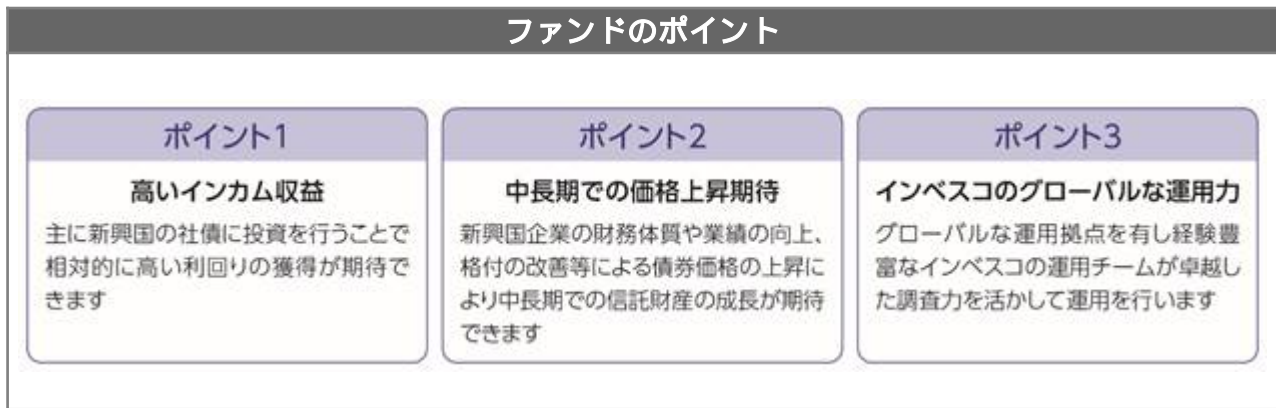 ファンドのポイント
ポイント1
高いインカム収益
主に新興国の社債に投資を行うことで
相対的に高い利回りの獲得が期待で
きます
ポイント2
中長期での価格上昇期待
新興国企業の財務体質や業績の向上、
格付の改善等による債券価格の上昇に
より中長期での信託財産の成長が期待
できます
ポイント3
インベスコのグローバルな運用力
グローバルな運用拠点を有し経験豊
富なインベスコの運用チームが卓越し
た調査力を活かして運用を行います